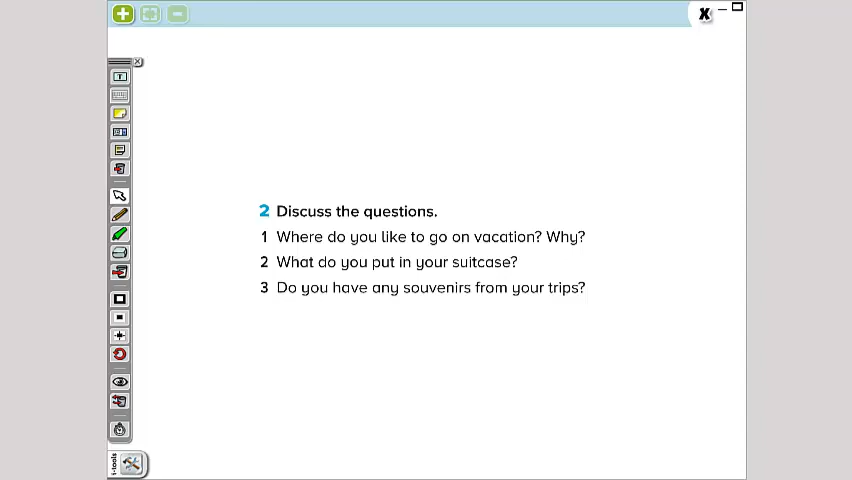 X
2 Discuss the questions.
1 Where do you like to go on vacation? Why?
2 What do you put in your suitcase?
3 Do you have any souvenirs from your trips?
i-tools